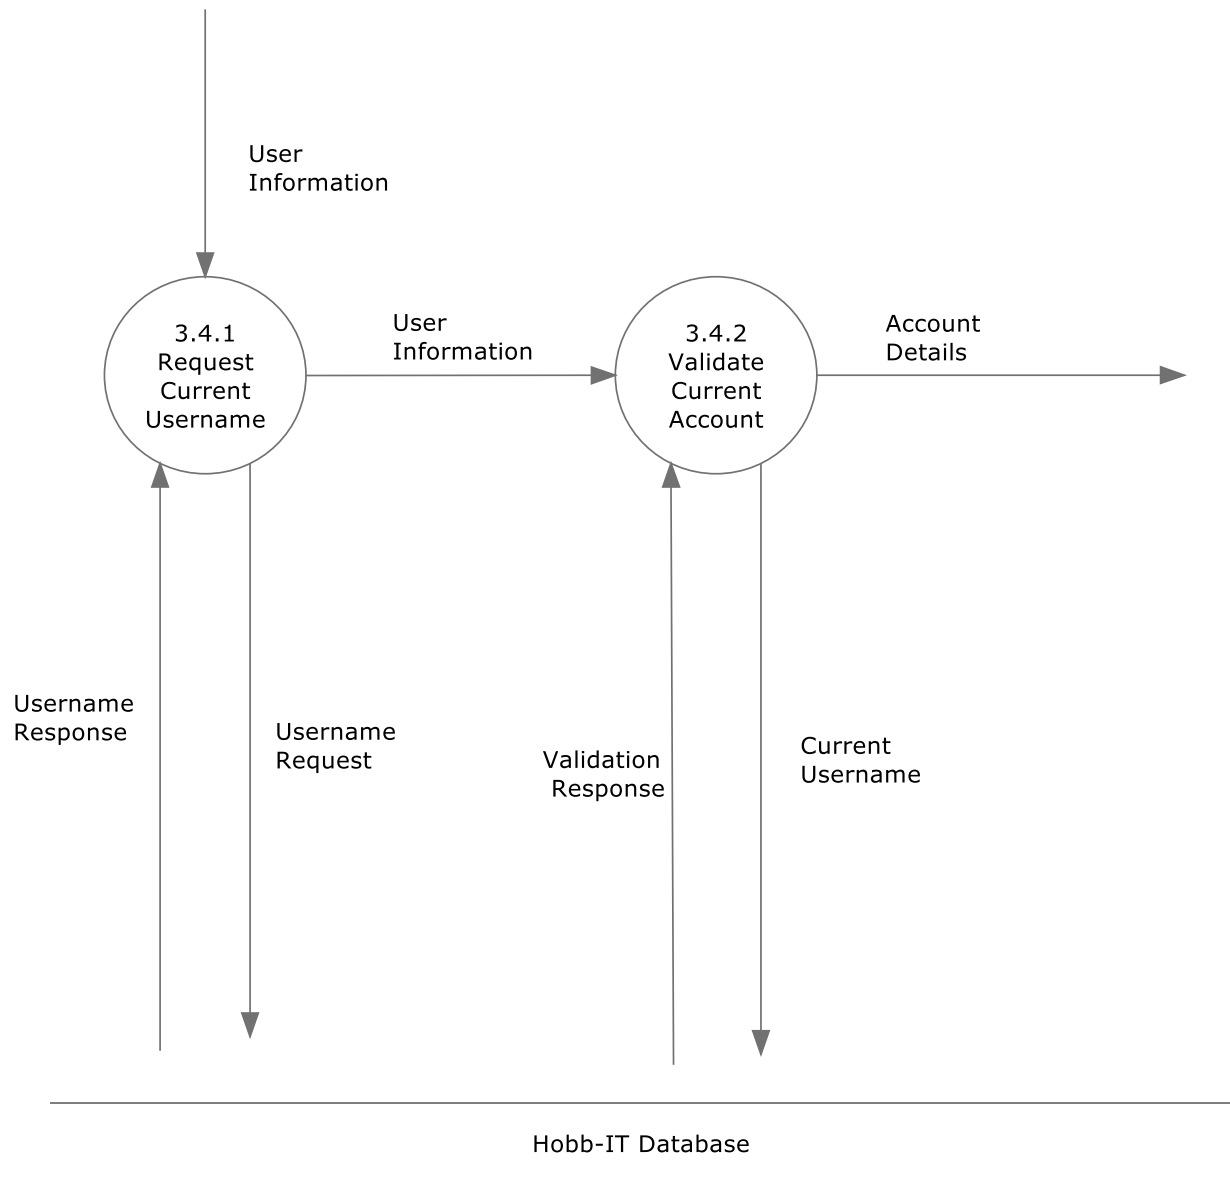 User
Information
3.4.1
Request
Current
Username
User
Information
3.4.2
Validate
Current
Account
Account
Details
Username
Response
Username
Request
Validation
Response
Current
Username
Hobb-IT Database